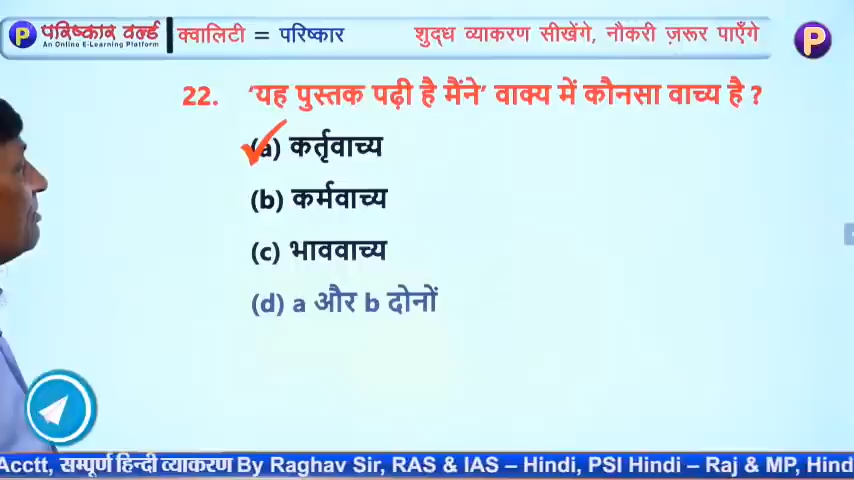 परिष्कार वर्ल्ड
An Online E-Learning Platform
क्वालिटी = परिष्कार
शुद्ध व्याकरण सीखेंगे, नौकरी ज़रूर पाएँगे
P
P
22. ‘यह पुस्तक पढ़ी है मैंने’ वाक्य में कौनसा वाच्य है ?
(a) कर्तृवाच्य
(b) कर्मवाच्य
(c) भाववाच्य
(d) a और b दोनों
Acctt, सम्पूर्ण हिन्दी व्याकरण By Raghav Sir, RAS & IAS – Hindi, PSI Hindi – Raj & MP, Hind